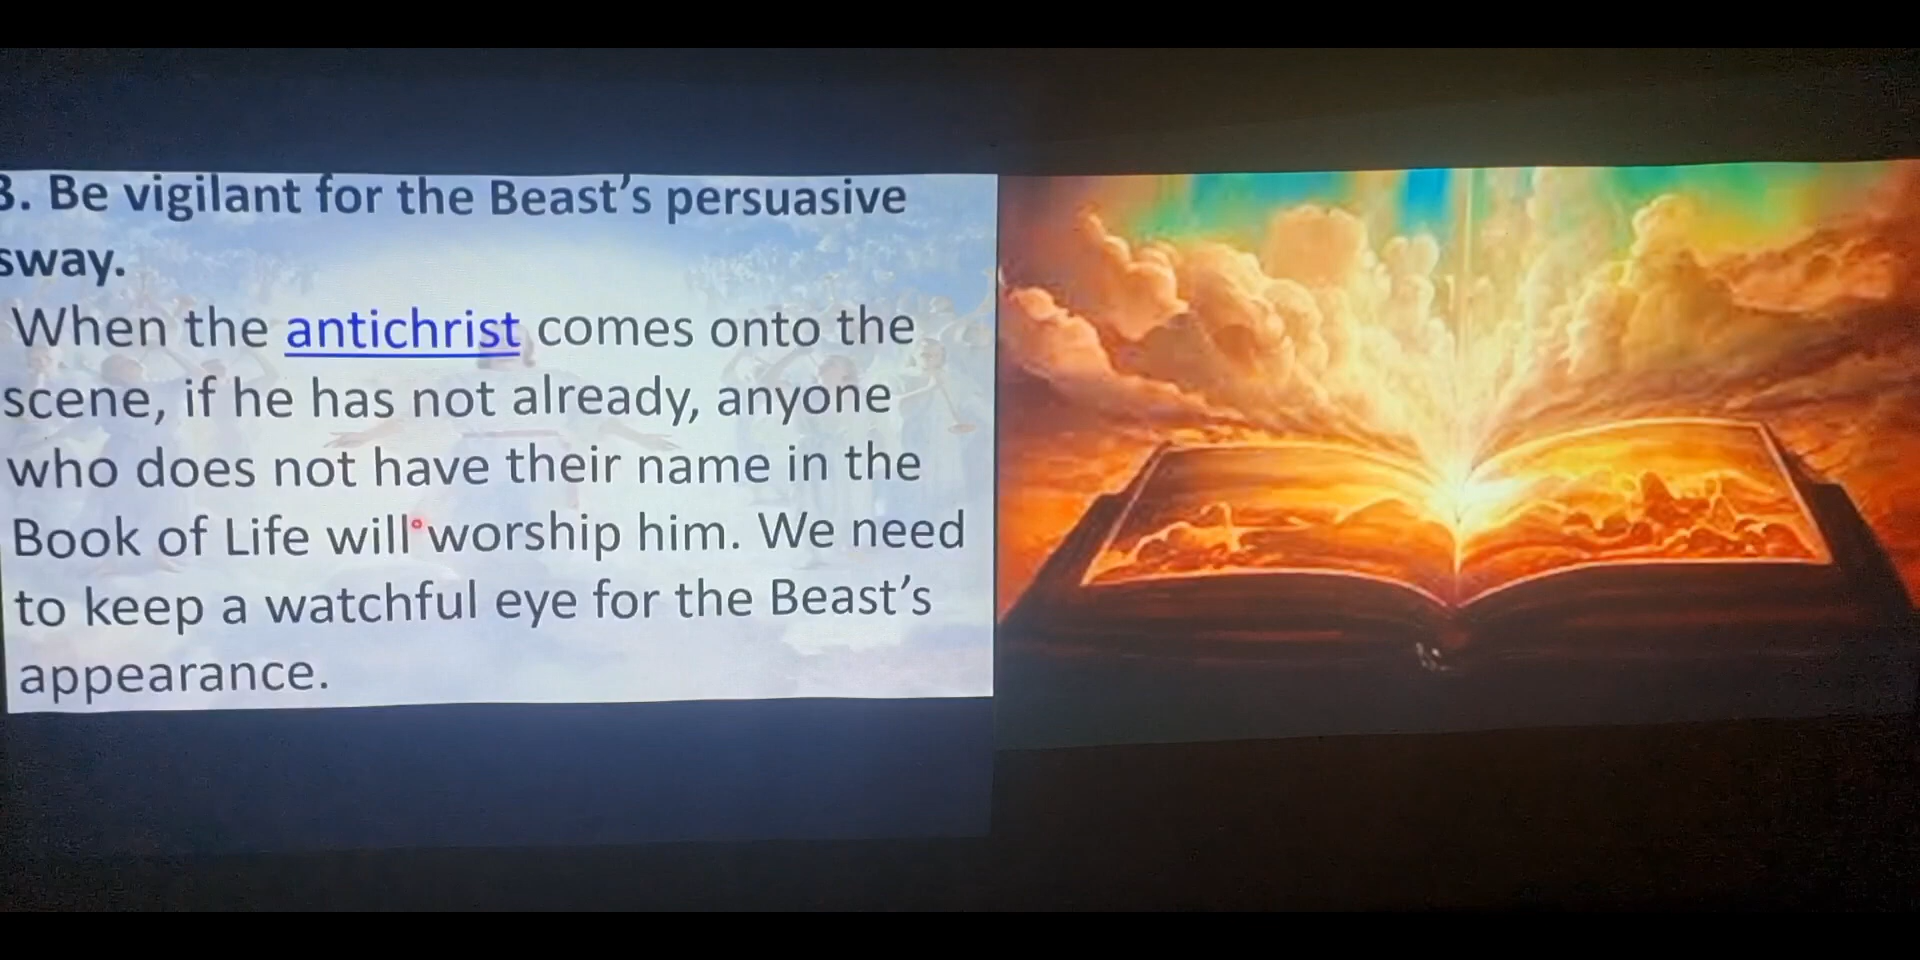 3. Be vigilant for the Beast's persuasive
sway.
When the antichrist comes onto the
scene, if he has not already, anyone
who does not have their name in the
Book of Life will worship him. We need
to keep a watchful eye for the Beast's
appearance.